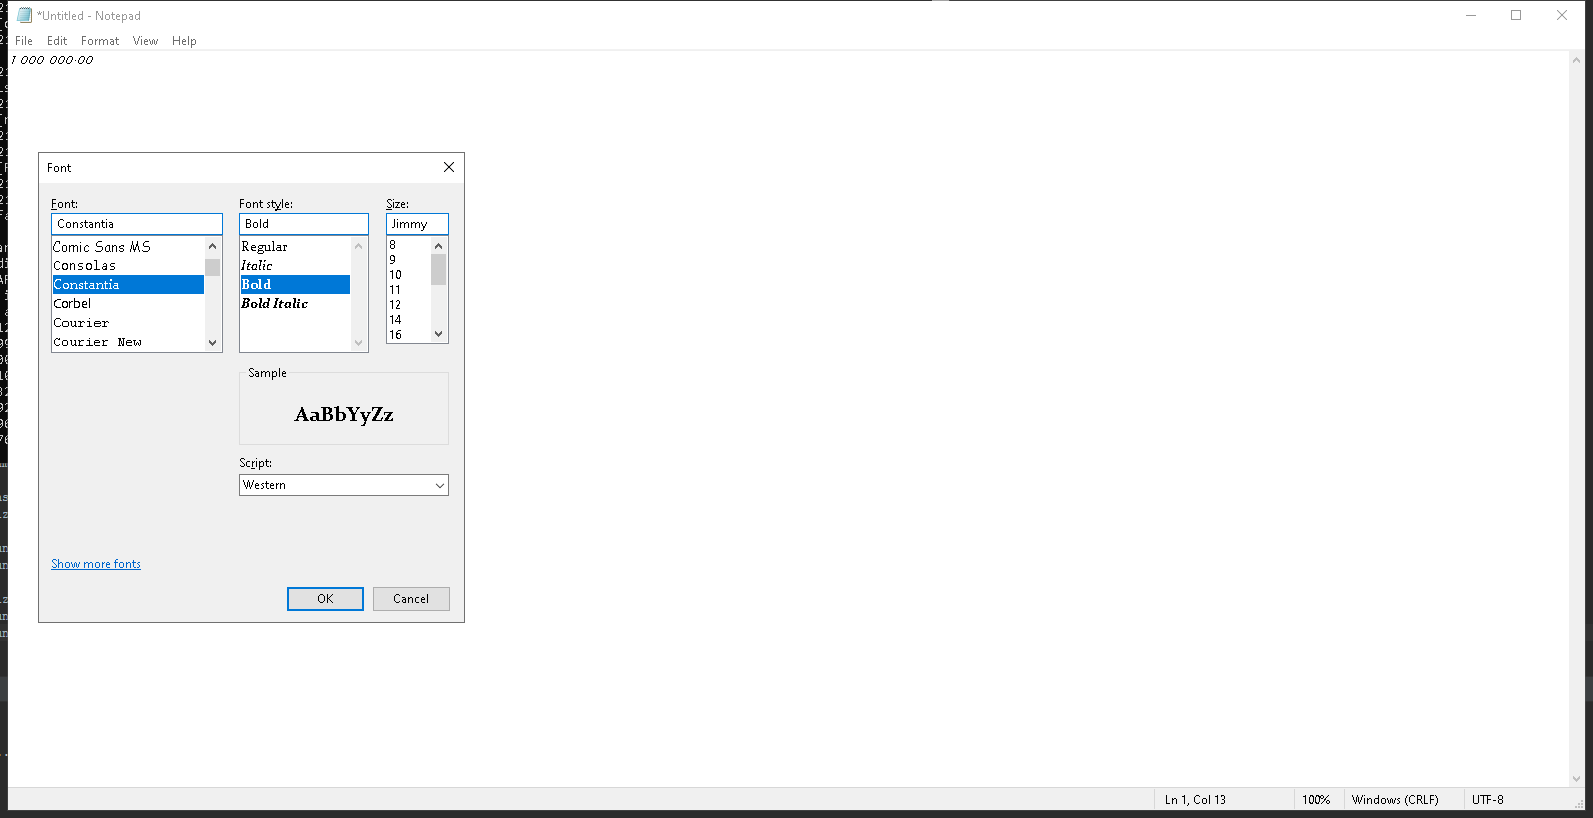 *Untitled - Notepad
File Edit Format View Help
1 000 000.00
Font
Font: Font style: Size:
Constantia Bold Jimmy
Comic Sans MS Regular 8
Consolas Italic 9
Constantia Bold 10
Corbel Bold Italic 11
Courier 12
Courier New 14
16
Sample
AaBbYyZz
Script:
Western
Show more fonts
OK Cancel
Ln 1, Col 13 100% Windows (CRLF) UTF-8